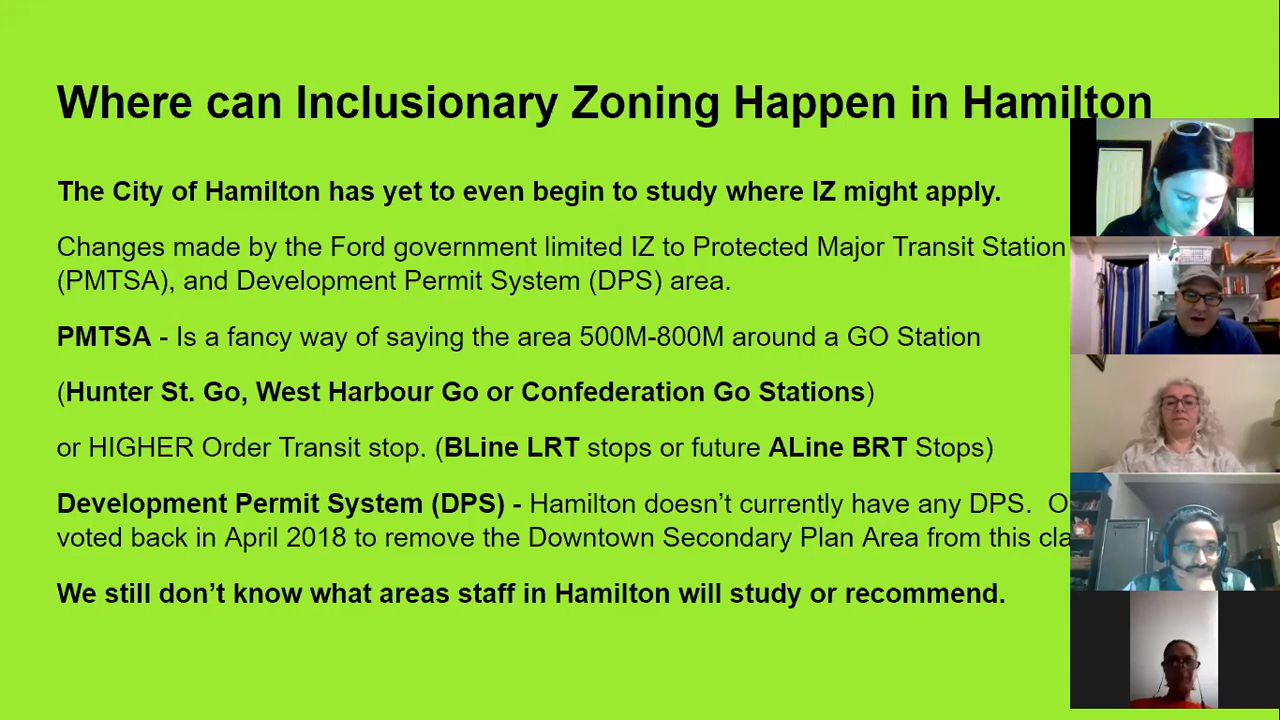 Where can Inclusionary Zoning Happen in Hamilton
The City of Hamilton has yet to even begin to study where IZ might apply.
Changes made by the Ford government limited IZ to Protected Major Transit Station
(PMTSA), and Development Permit System (DPS) area.
PMTSA - Is a fancy way of saying the area 500M-800M around a GO Station
(Hunter St. Go, West Harbour Go or Confederation Go Stations)
or HIGHER Order Transit stop. (BLine LRT stops or future ALine BRT Stops)
Development Permit System (DPS) - Hamilton doesn’t currently have any DPS.
voted back in April 2018 to remove the Downtown Secondary Plan Area from this
We still don’t know what areas staff in Hamilton will study or recommend.